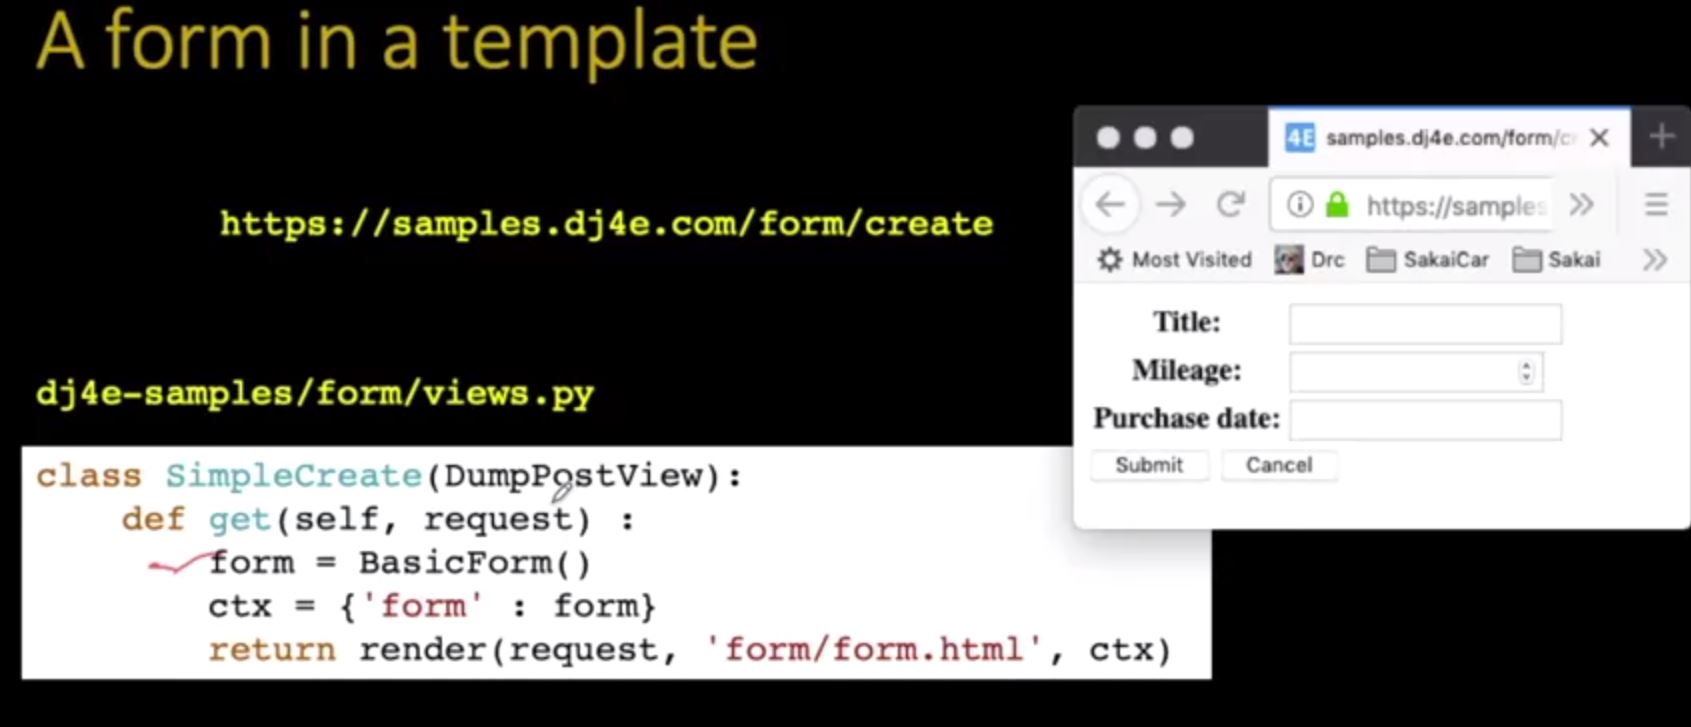 A form in a template
https://samples.dj4e.com/form/create
dj4e-samples/form/views.py
class SimpleCreate(DumpPostView):
    def get(self, request) :
        form = BasicForm()
        ctx = {'form' : form}
        return render(request, 'form/form.html', ctx)
4E samples.dj4e.com/form/cr
https://samples
Most Visited Drc SakaiCar Sakai
Title:
Mileage:
Purchase date:
Submit Cancel